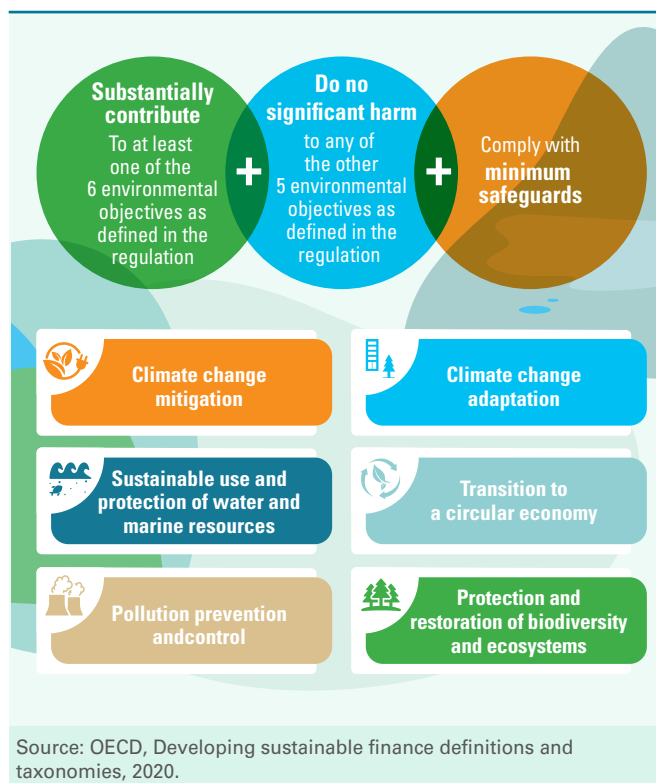 Substantially
contribute
To at least
one of the
6 environmental
objectives as
defined in the
regulation
+
Do no
significant harm
to any of
the other
5 environmental
objectives as
defined in the
regulation
+
Comply with
minimum
safeguards
Climate change
mitigation
Climate change
adaptation
Sustainable use and
protection of water and
marine resources
Transition to
a circular economy
Pollution prevention
andcontrol
Protection and
restoration of biodiversity
and ecosystems
Source: OECD, Developing sustainable finance definitions and
taxonomies, 2020.